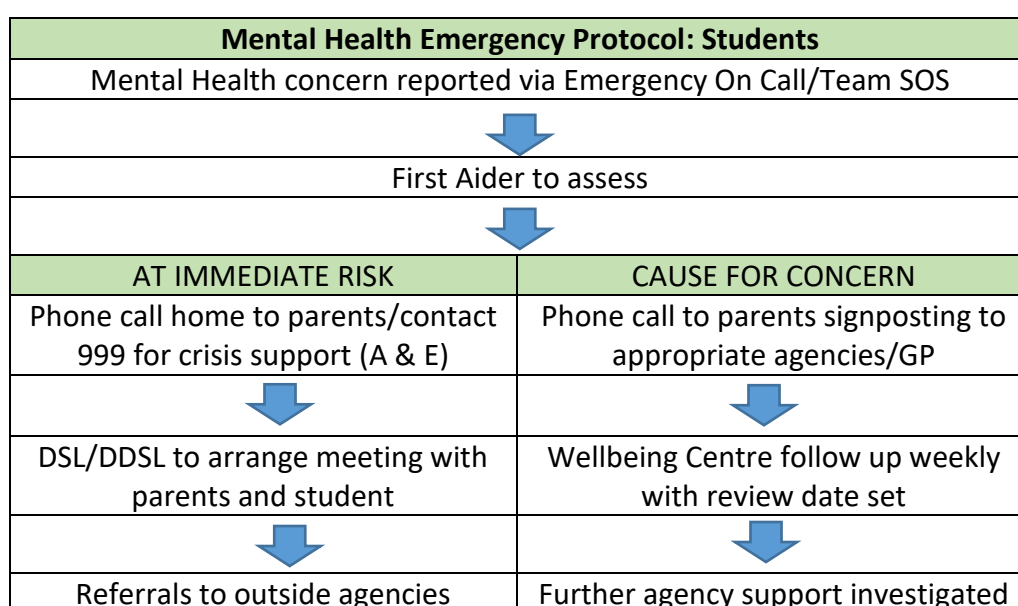 Mental Health Emergency Protocol: Students
Mental Health concern reported via Emergency On Call/Team SOS
First Aider to assess
AT IMMEDIATE RISK
Phone call home to parents/contact
999 for crisis support (A & E)
DSL/DDSL to arrange meeting with
parents and student
Referrals to outside agencies
CAUSE FOR CONCERN
Phone call to parents signposting to
appropriate agencies/GP
Wellbeing Centre follow up weekly
with review date set
Further agency support investigated